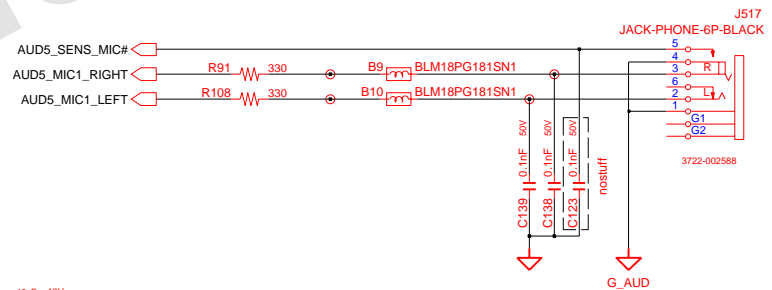 J517
JACK-PHONE-6P-BLACK
AUD5_SENS_MIC#
5
4
AUD5_MIC1_RIGHT
R91
330
B9
BLM18PG181SN1
3
R
6
AUD5_MIC1_LEFT
R108
330
B10
BLM18PG181SN1
2
L
1
G1
G2
3722-002588
C139
0.1nF
50V
C138
0.1nF
50V
C123
0.1nF
50V
nostuff
G_AUD